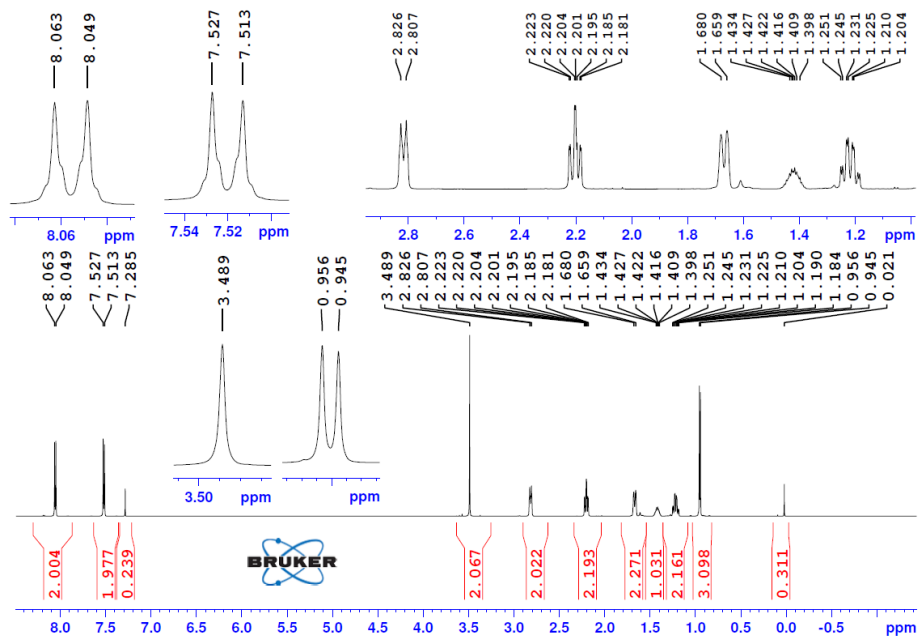 8.063 8.049 7.527 7.513 2.826 2.807 2.223 2.220 2.204 2.201 2.195 2.185 2.181 1.680 1.659 1.434 1.427 1.422 1.416 1.409 1.398 1.251 1.245 1.231 1.225 1.210 1.204
8.06 ppm 7.54 7.52 ppm 2.8 2.6 2.4 2.2 2.0 1.8 1.6 1.4 1.2 ppm
8.063 8.049 7.527 7.513 7.285 3.489 0.956 0.945 3.489 2.826 2.807 2.223 2.220 2.204 2.201 2.195 2.185 2.181 1.680 1.659 1.434 1.427 1.422 1.416 1.409 1.398 1.251 1.245 1.231 1.225 1.210 1.204 1.190 1.184 0.956 0.945 0.021
3.50 ppm ppm
BRUKER
2.004 1.977 0.239 2.067 2.022 2.193 2.271 1.031 2.161 3.098 0.311
8.0 7.5 7.0 6.5 6.0 5.5 5.0 4.5 4.0 3.5 3.0 2.5 2.0 1.5 1.0 0.5 0.0 -0.5 ppm